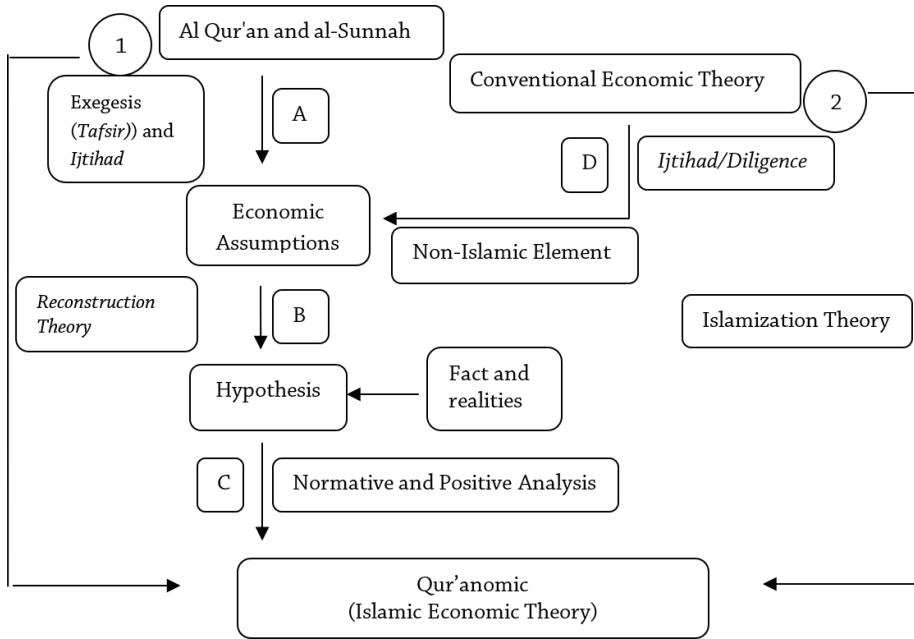 1
Al Qur'an and al-Sunnah
Exegesis
(Tafsir)) and
Ijtihad
A
Conventional Economic Theory
2
D
Ijtihad/Diligence
Economic
Assumptions
Non-Islamic Element
Reconstruction
Theory
B
Islamization Theory
Hypothesis
Fact and
realities
C
Normative and Positive Analysis
Qur’anomic
(Islamic Economic Theory)